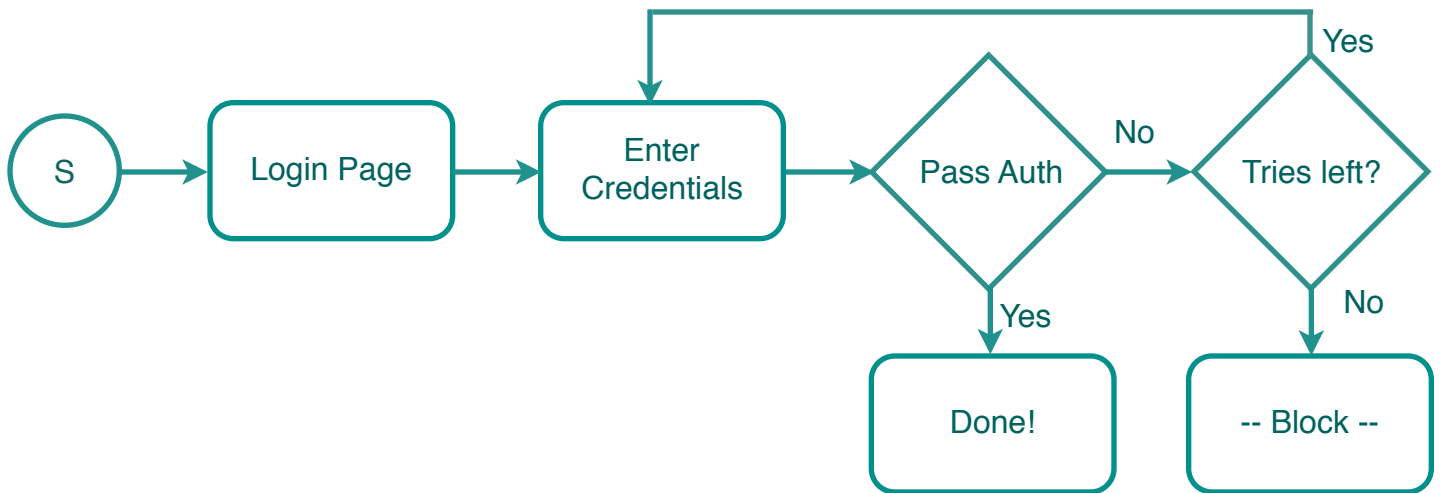 Yes
S
Login Page
Enter
Credentials
Pass Auth
No
Tries left?
Yes
No
Done!
-- Block --